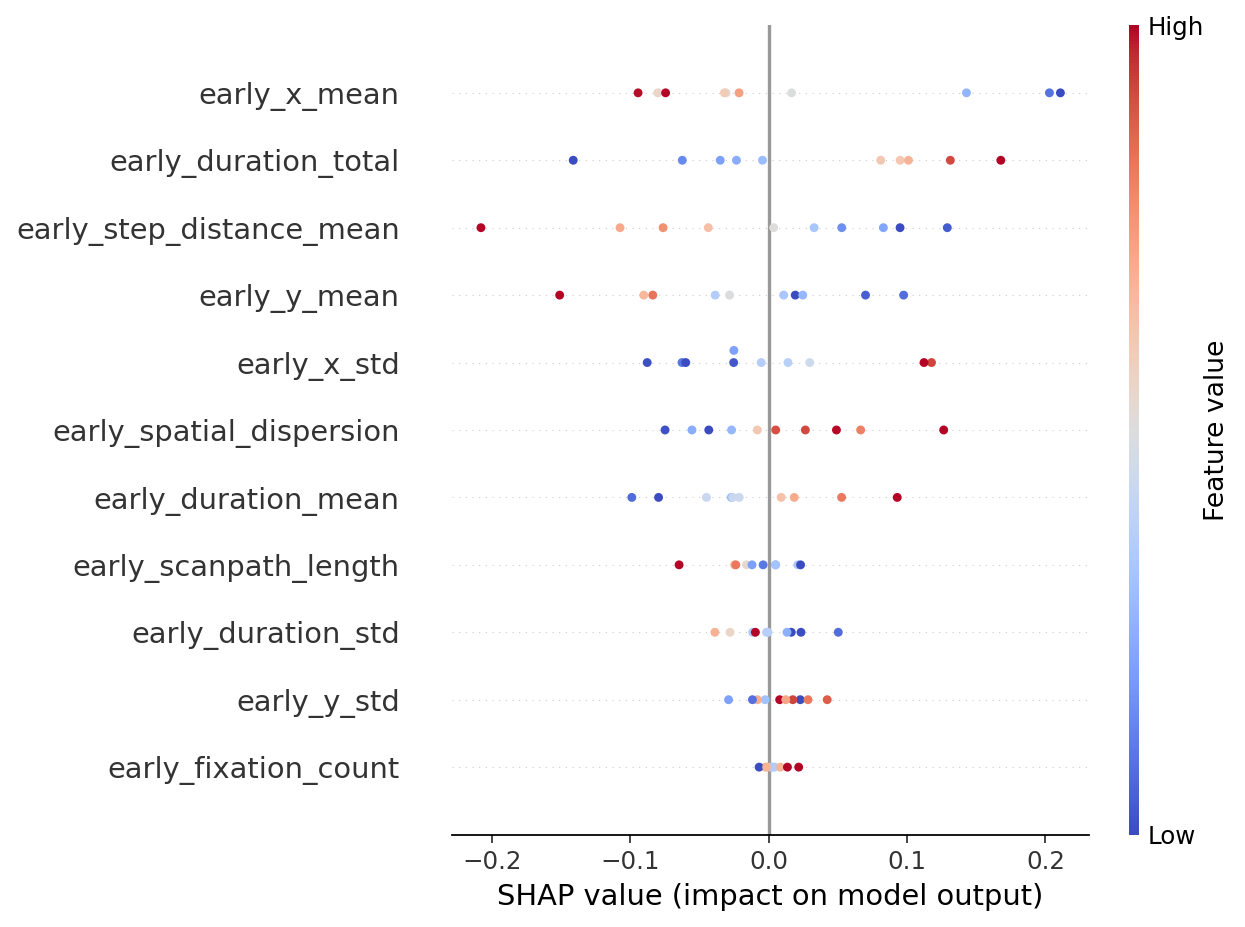 High
early_x_mean
early_duration_total
early_step_distance_mean
early_y_mean
early_x_std
early_spatial_dispersion
early_duration_mean
early_scanpath_length
early_duration_std
early_y_std
early_fixation_count
Feature value
Low
−0.2 −0.1 0.0 0.1 0.2
SHAP value (impact on model output)